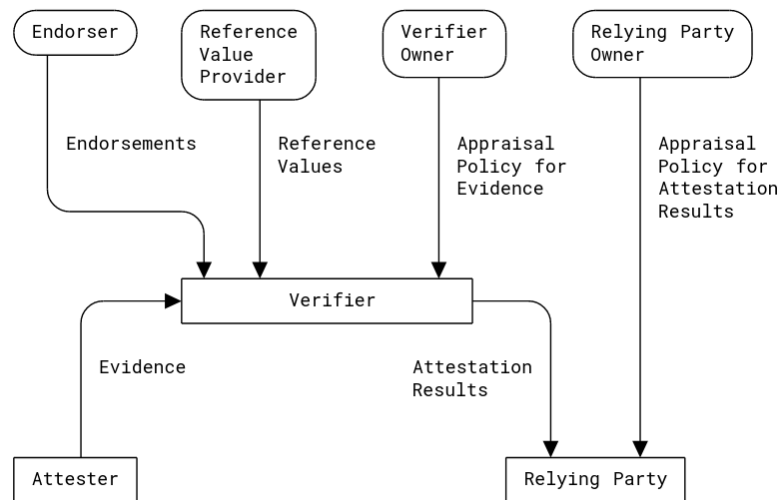 Endorser
Reference
Value
Provider
Verifier
Owner
Relying Party
Owner
Endorsements
Reference
Values
Appraisal
Policy for
Evidence
Appraisal
Policy for
Attestation
Results
Verifier
Evidence
Attestation
Results
Attester
Relying Party